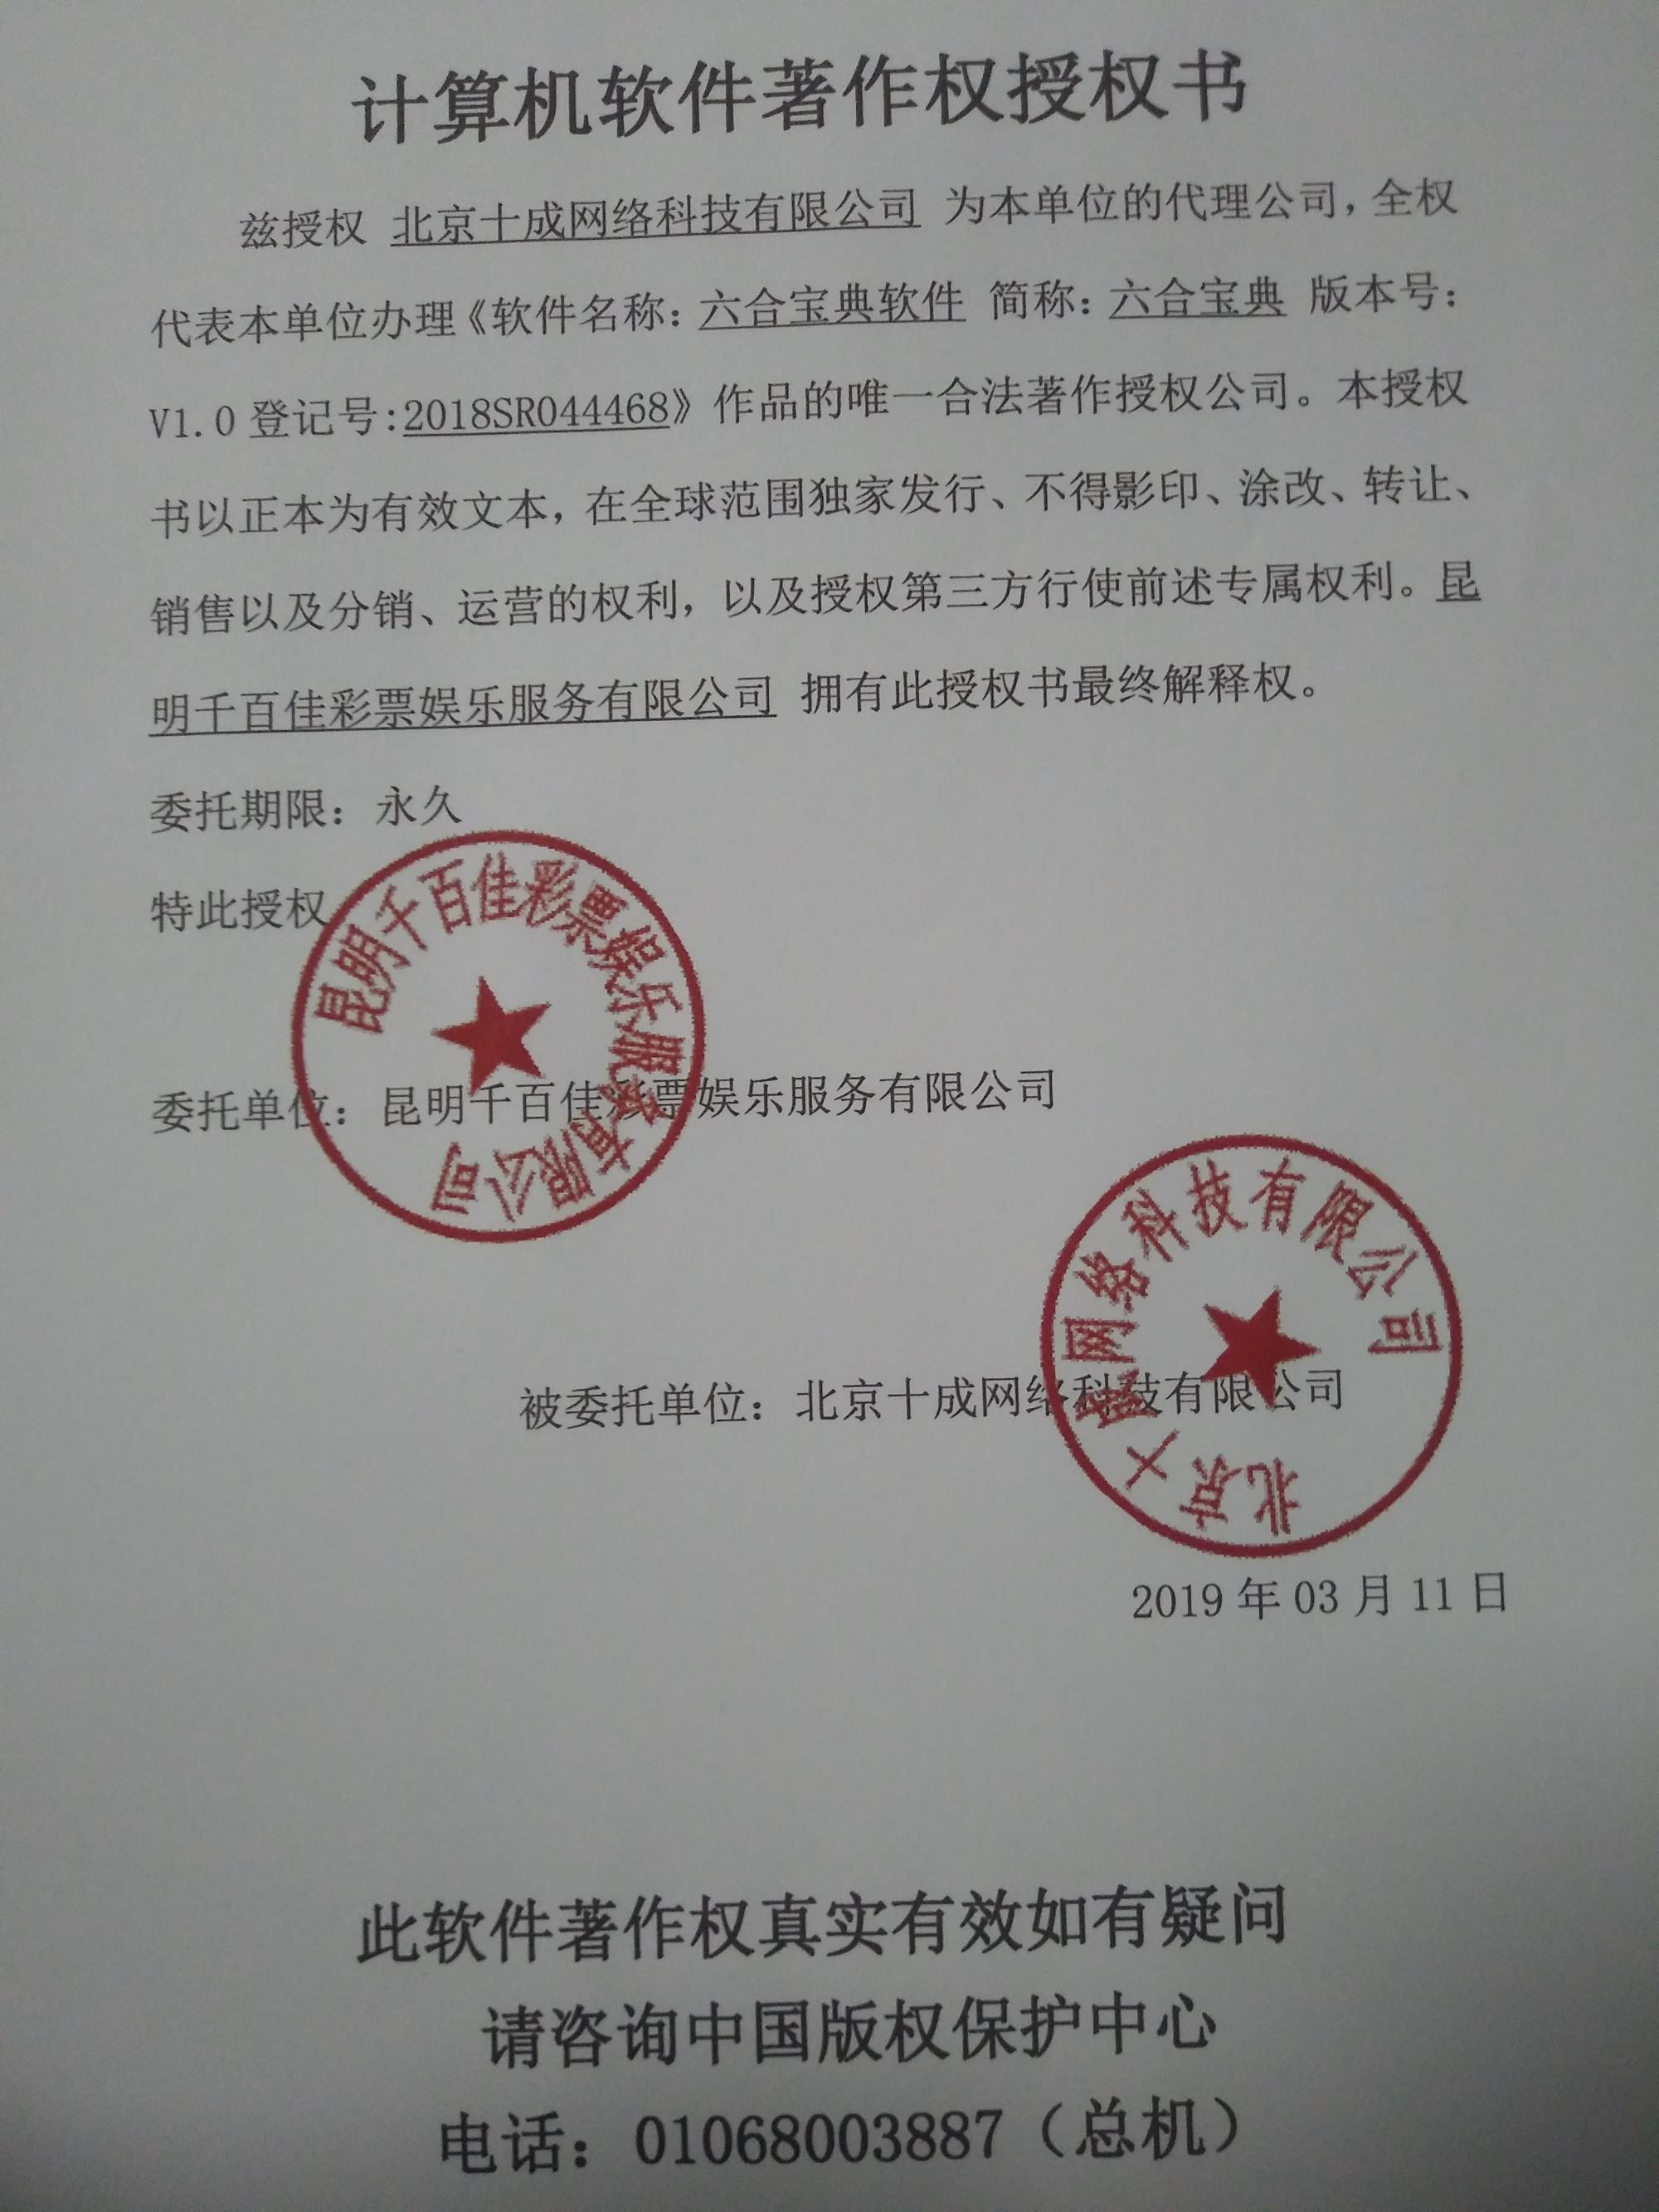 计算机软件著作权授权书
兹授权 北京十成网络科技有限公司 为本单位的代理公司，全权
代表本单位办理《软件名称：六合宝典软件 简称：六合宝典 版本号：
V1.0登记号:2018SR044468》作品的唯一合法著作授权公司。本授权
书以正本为有效文本，在全球范围独家发行、不得影印、涂改、转让、
销售以及分销、运营的权利，以及授权第三方行使前述专属权利。昆
明千百佳彩票娱乐服务有限公司 拥有此授权书最终解释权。
委托期限：永久
特此授权
昆明千百佳彩票娱乐服务有限公司
委托单位：昆明千百佳彩票娱乐服务有限公司
北京十成网络科技有限公司
被委托单位：北京十成网络科技有限公司
2019年03月11日
此软件著作权真实有效如有疑问
请咨询中国版权保护中心
电话：01068003887（总机）